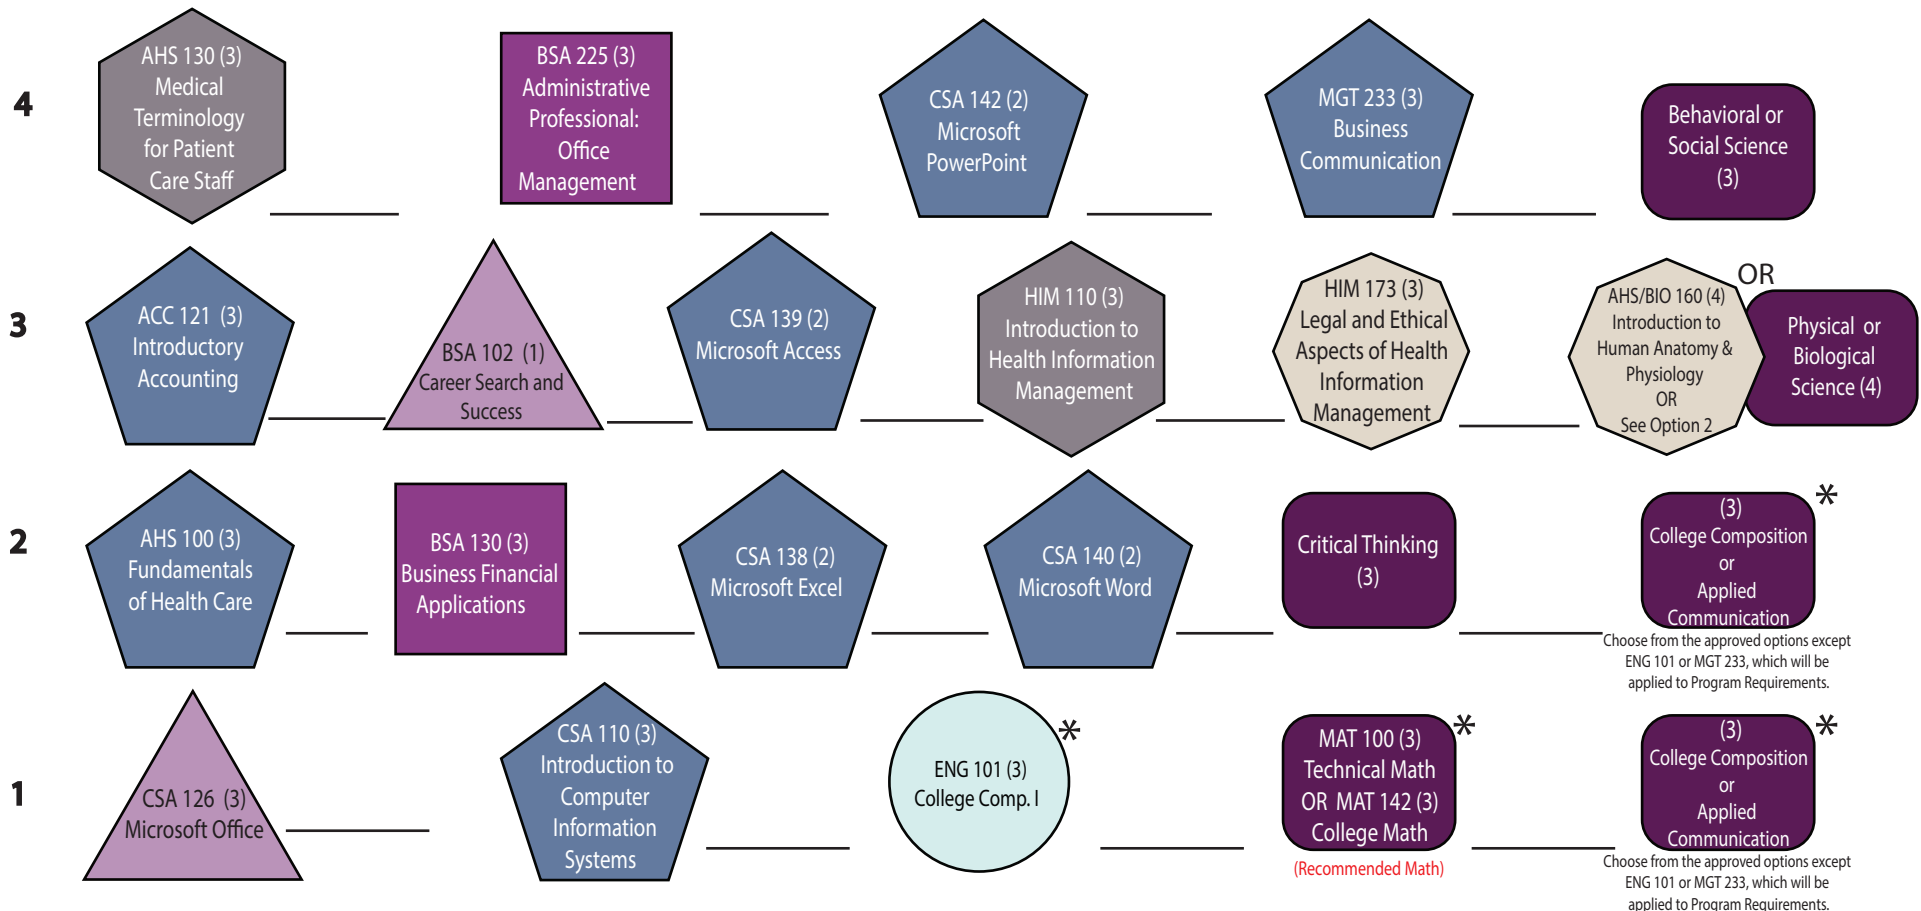 4
AHS 130 (3)
Medical
Terminology
for Patient
Care Staff
BSA 225 (3)
Administrative
Professional:
Office
Management
CSA 142 (2)
Microsoft
PowerPoint
MGT 233 (3)
Business
Communication
Behavioral or
Social Science
(3)
3
ACC 121 (3)
Introductory
Accounting
BSA 102 (1)
Career Search and
Success
CSA 139 (2)
Microsoft Access
HIM 110 (3)
Introduction to
Health Information
Management
HIM 173 (3)
Legal and Ethical
Aspects of Health
Information
Management
AHS/BIO 160 (4)
Introduction to
Human Anatomy &
Physiology
OR
See Option 2
OR
Physical or
Biological
Science (4)
2
AHS 100 (3)
Fundamentals
of Health Care
BSA 130 (3)
Business Financial
Applications
CSA 138 (2)
Microsoft Excel
CSA 140 (2)
Microsoft Word
Critical Thinking
(3)
*
(3)
College Composition
or
Applied
Communication
Choose from the approved options except
ENG 101 or MGT 233, which will be
applied to Program Requirements.
1
CSA 126 (3)
Microsoft Office
CSA 110 (3)
Introduction to
Computer
Information
Systems
*
ENG 101 (3)
College Comp. I
*
MAT 100 (3)
Technical Math
OR MAT 142 (3)
College Math
(Recommended Math)
*
(3)
College Composition
or
Applied
Communication
Choose from the approved options except
ENG 101 or MGT 233, which will be
applied to Program Requirements.